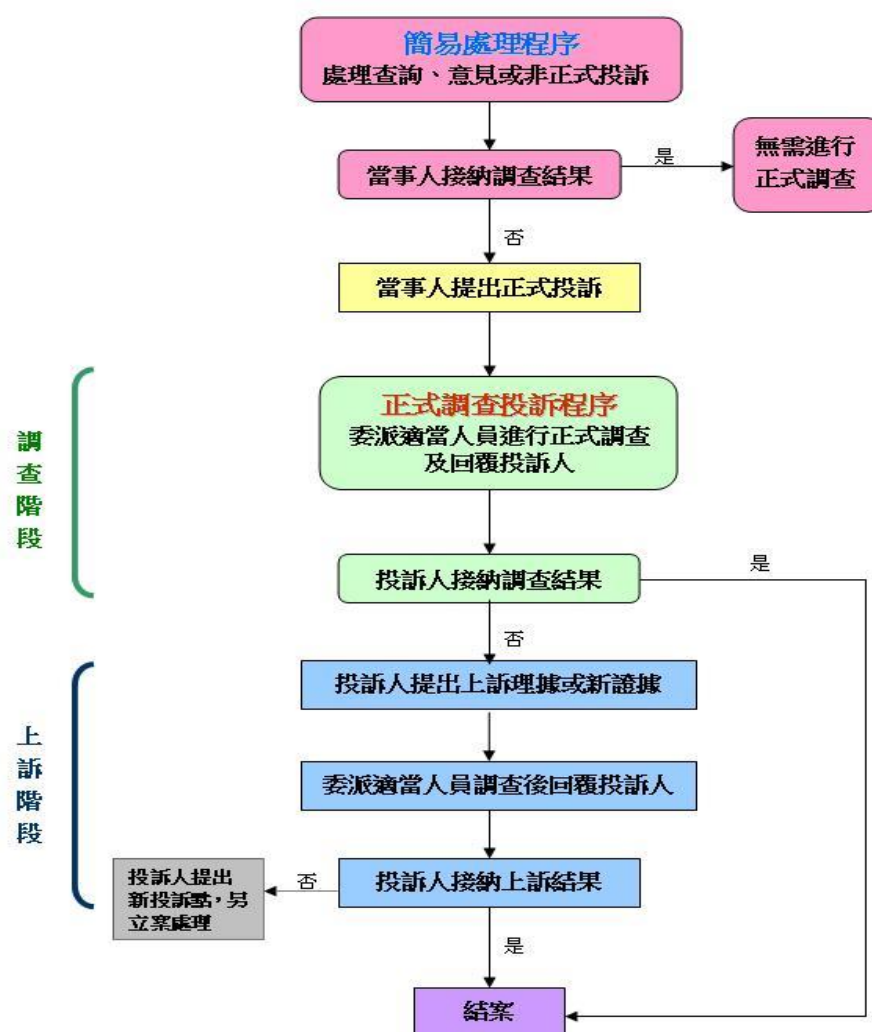 簡易處理程序
處理查詢、意見或非正式投訴
當事人接納調查結果
是
無需進行
正式調查
否
當事人提出正式投訴
調查階段
正式調查投訴程序
委派適當人員進行正式調查
及回覆投訴人
投訴人接納調查結果
是
否
上訴階段
投訴人提出上訴理據或新證據
委派適當人員調查後回覆投訴人
投訴人接納上訴結果
否
投訴人提出
新投訴點，另
立案處理
是
結案